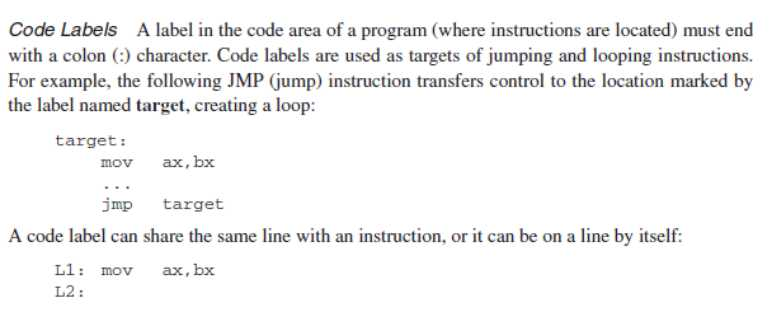 Code Labels A label in the code area of a program (where instructions are located) must end
with a colon (:) character. Code labels are used as targets of jumping and looping instructions.
For example, the following JMP (jump) instruction transfers control to the location marked by
the label named target, creating a loop:
target:
mov ax,bx
...
jmp target
A code label can share the same line with an instruction, or it can be on a line by itself:
L1: mov ax,bx
L2: